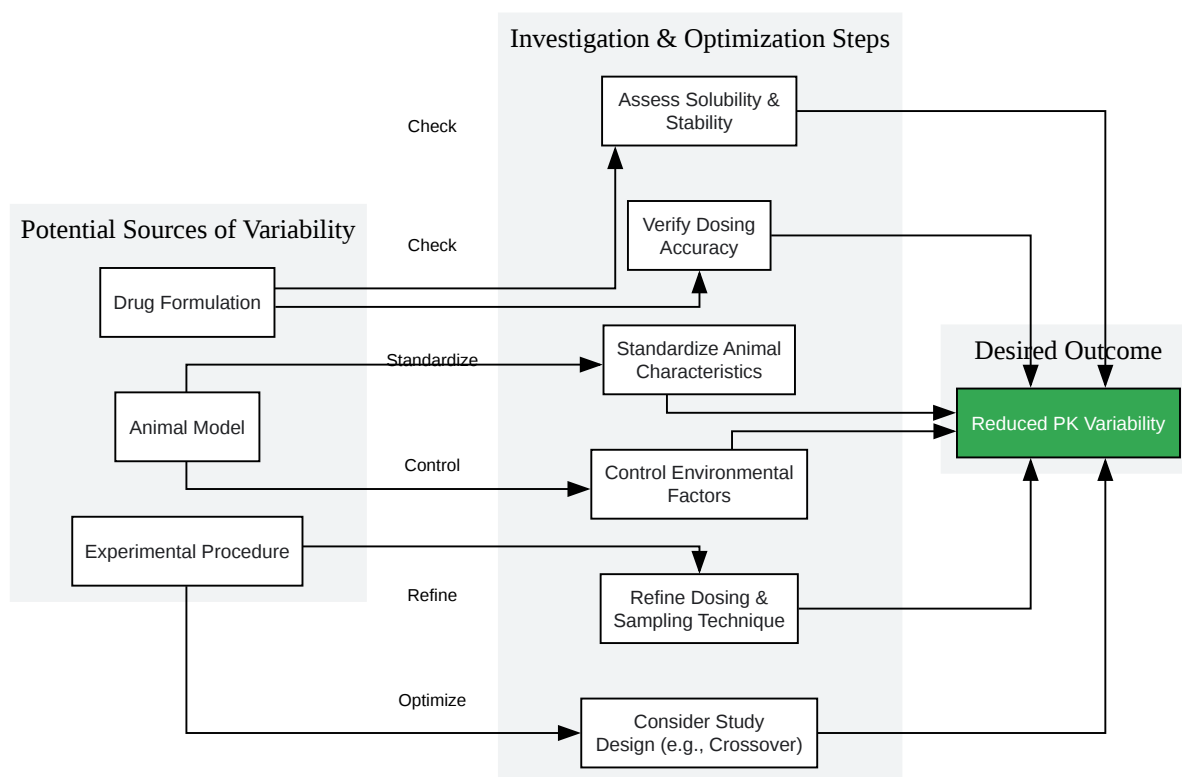 Investigation & Optimization Steps
Assess Solubility &
Stability
Check
Potential Sources of Variability
Verify Dosing
Accuracy
Check
Drug Formulation
Standardize Animal
Characteristics
Standardize
Desired Outcome
Animal Model
Reduced PK Variability
Control
Control Environmental
Factors
Experimental Procedure
Refine
Refine Dosing &
Sampling Technique
Optimize
Consider Study
Design (e.g., Crossover)